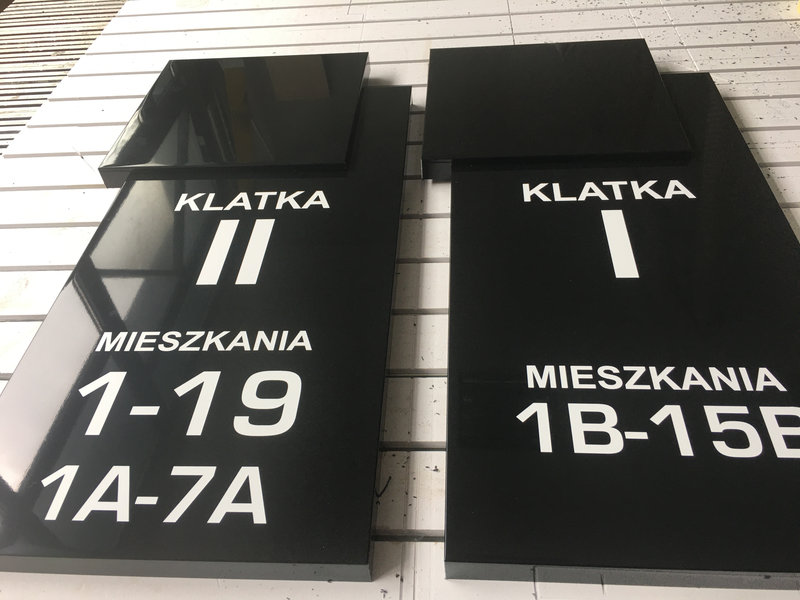 KLATKA
II
MIESZKANIA
1-19
1A-7A
KLATKA
I
MIESZKANIA
1B-15B